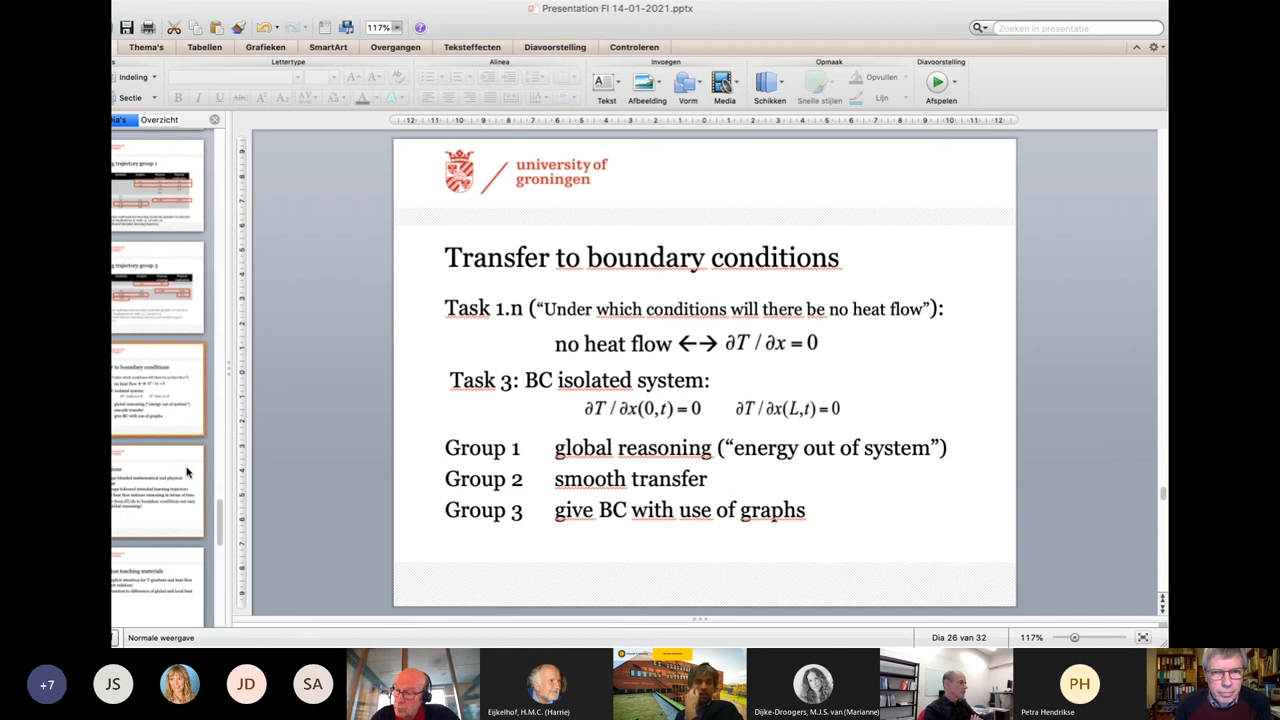 Presentation FI 14-01-2021.pptx
117%
Zoeken in presentatie
Thema's Tabellen Grafieken SmartArt Overgangen Teksteffecten Diavoorstelling Controleren
Lettertype Alinea Invoegen Opmaak Diavoorstelling
Indeling
Sectie
Tekst Afbeelding Vorm Media Schikken Snelle stijlen Opvullen Lijn Afspelen
Overzicht
university of
groningen
Transfer to boundary conditions
Task 1.n (“Under which conditions will there be no heat flow”):
no heat flow ←→ ∂T / ∂x = 0
Task 3: BC isolated system:
∂T / ∂x(0,t) = 0 ∂T / ∂x(L,t) = 0
Group 1 global reasoning (“energy out of system”)
Group 2 smooth transfer
Group 3 give BC with use of graphs
Normale weergave
Dia 26 van 32
117%
+7 JS JD SA PH
Eijkelhof, H.M.C. (Harrie)
Dijke-Droogers, M.J.S. van (Marianne)
Petra Hendrikse